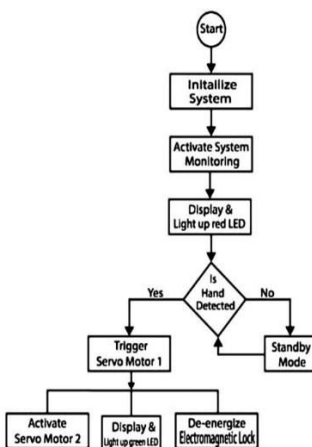 Start
Initailize
System
Activate System
Monitoring
Display &
Light up red LED
Is
Hand
Detected
Yes
No
Trigger
Servo Motor 1
Standby
Mode
Activate
Servo Motor 2
Display &
Light up green LED
De-energize
Electromagnetic Lock